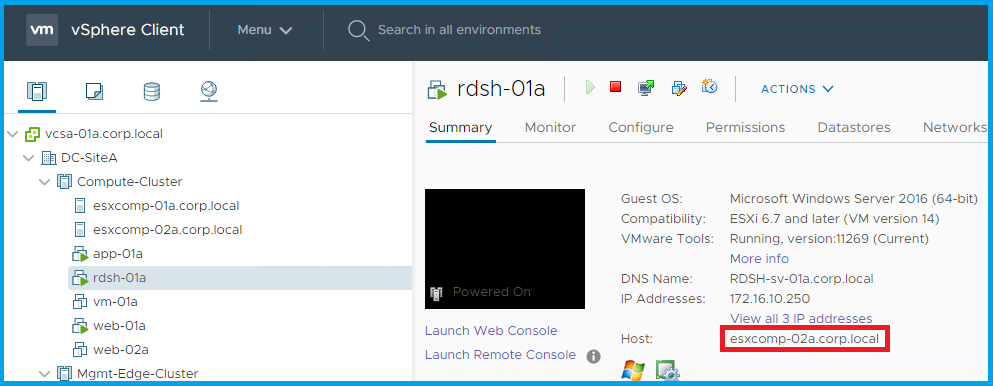 vm vSphere Client Menu Search in all environments
vcsa-01a.corp.local
DC-SiteA
Compute-Cluster
esxcomp-01a.corp.local
esxcomp-02a.corp.local
app-01a
rdsh-01a
vm-01a
web-01a
web-02a
Mgmt-Edge-Cluster
rdsh-01a ACTIONS
Summary Monitor Configure Permissions Datastores Networks
Powered On
Launch Web Console
Launch Remote Console
Guest OS: Microsoft Windows Server 2016 (64-bit)
Compatibility: ESXi 6.7 and later (VM version 14)
VMware Tools: Running, version:11269 (Current)
More info
DNS Name: RDSH-sv-01a.corp.local
IP Addresses: 172.16.10.250
View all 3 IP addresses
Host: esxcomp-02a.corp.local